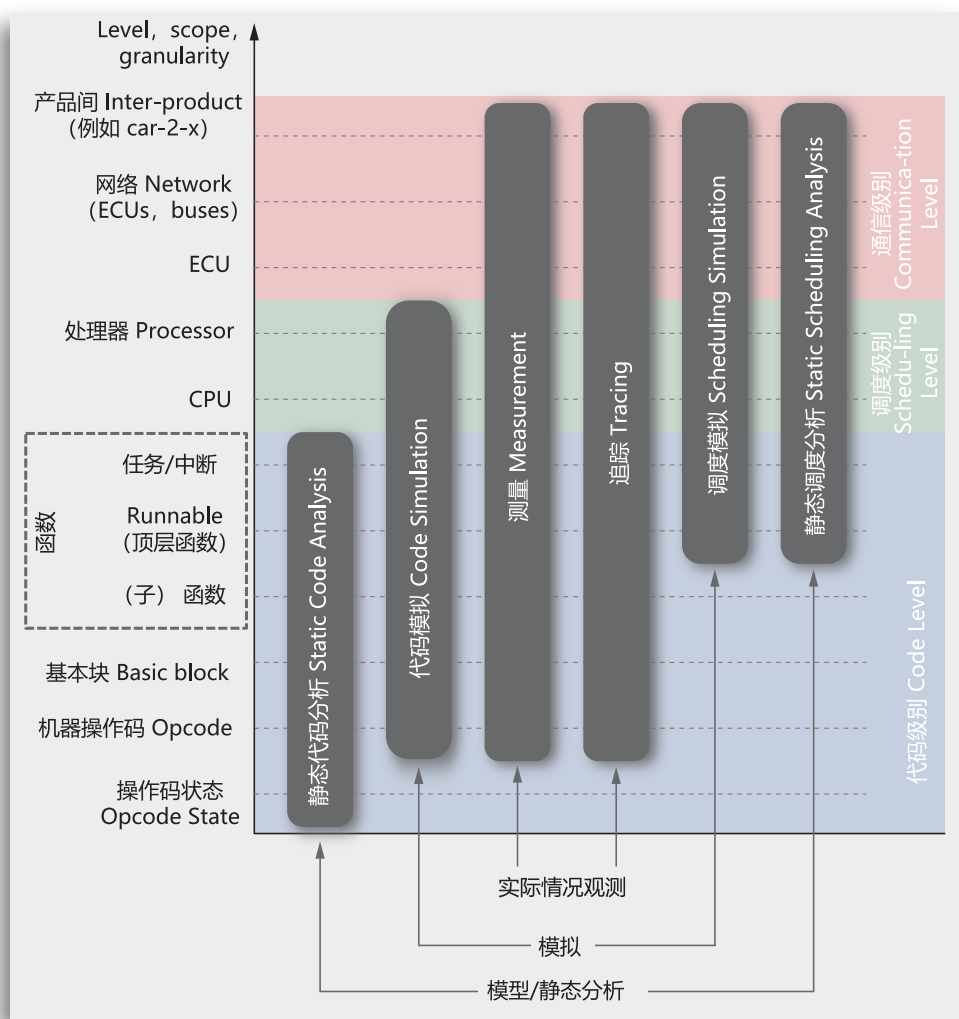 Level, scope,
granularity
产品间 Inter-product
（例如 car-2-x）
网络 Network
（ECUs，buses）
ECU
处理器 Processor
CPU
函数
任务/中断
Runnable
（顶层函数）
（子） 函数
基本块 Basic block
机器操作码 Opcode
操作码状态
Opcode State
静态代码分析 Static Code Analysis
代码模拟 Code Simulation
测量 Measurement
追踪 Tracing
调度模拟 Scheduling Simulation
静态调度分析 Static Scheduling Analysis
通信级别
Communica-tion
Level
调度级别
Schedu-ling
Level
代码级别 Code Level
实际情况观测
模拟
模型/静态分析